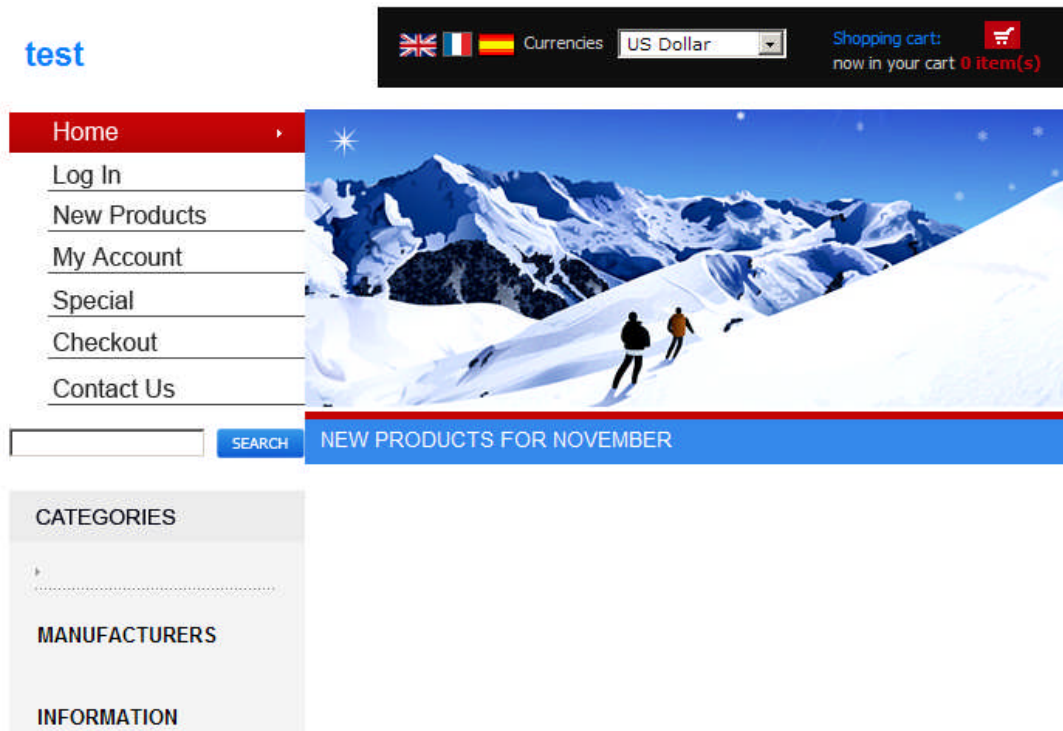 test
Currencies US Dollar
Shopping cart:
now in your cart 0 item(s)
Home
Log In
New Products
My Account
Special
Checkout
Contact Us
SEARCH
NEW PRODUCTS FOR NOVEMBER
CATEGORIES
MANUFACTURERS
INFORMATION